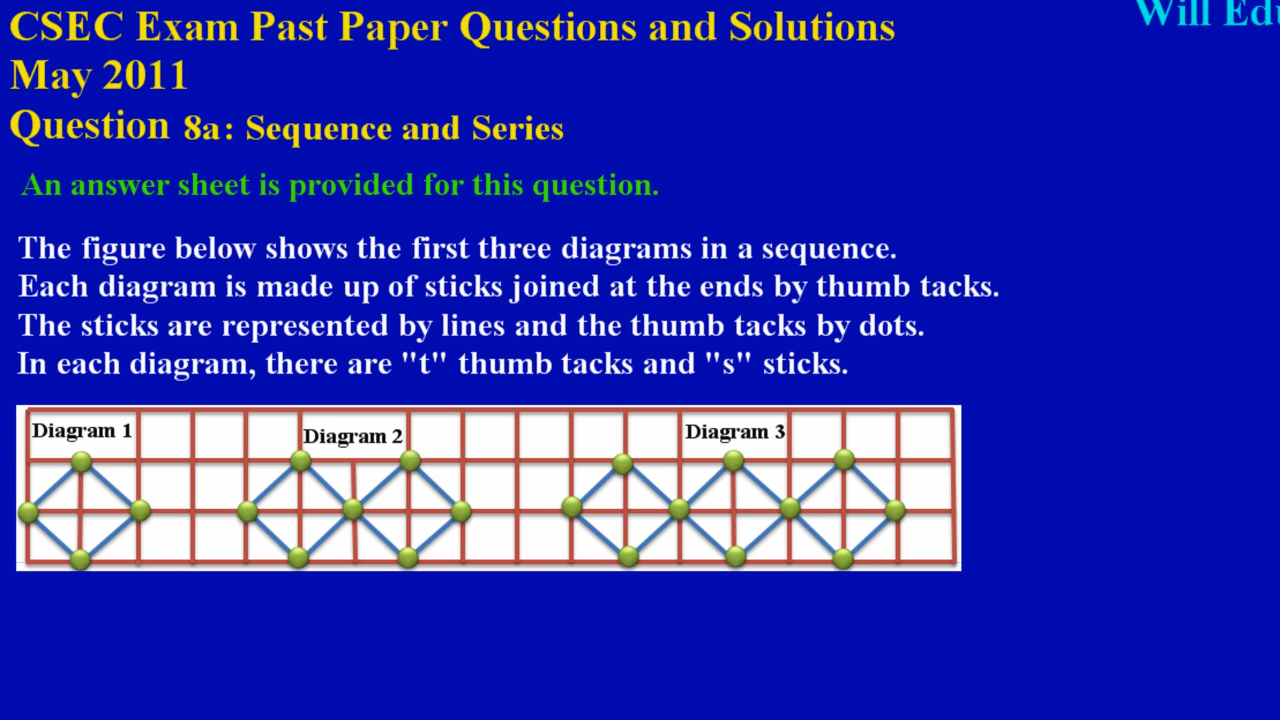 CSEC Exam Past Paper Questions and Solutions
Will
May 2011
Question 8a: Sequence and Series
An answer sheet is provided for this question.
The figure below shows the first three diagrams in a sequence.
Each diagram is made up of sticks joined at the ends by thumb tacks.
The sticks are represented by lines and the thumb tacks by dots.
In each diagram, there are "t" thumb tacks and "s" sticks.
Diagram 1
Diagram 2
Diagram 3